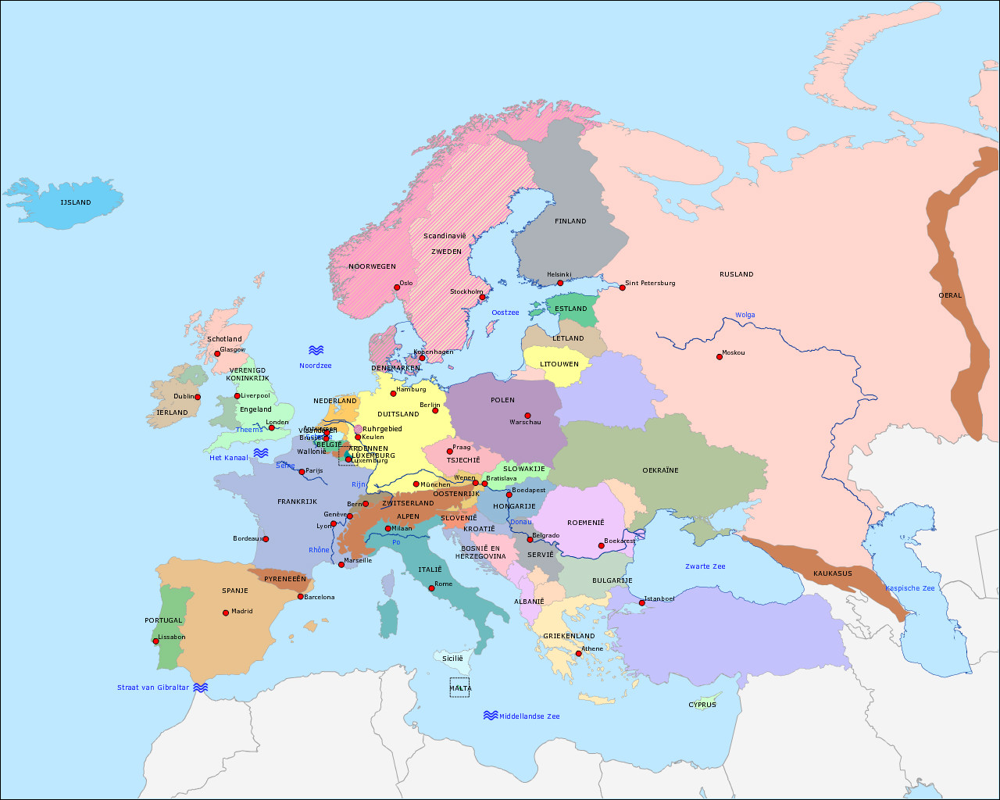 IJSLAND
FINLAND
Scandinavië
ZWEDEN
NOORWEGEN
RUSLAND
Helsinki
Oslo
Sint Petersburg
Stockholm
OERAL
ESTLAND
Oostzee
Wolga
Schotland
LETLAND
Glasgow
Kopenhagen
Moskou
Noordzee
DENEMARKEN
LITOUWEN
VERENIGD
KONINKRIJK
Hamburg
Dublin
Liverpool
NEDERLAND
POLEN
Berlijn
IERLAND
Engeland
DUITSLAND
Londen
Warschau
Theems
Antwerpen
Vlaanderen
Ruhrgebied
Brussel
Keulen
BELGIË
Wallonië
ARDENNEN
Praag
Het Kanaal
LUXEMBURG
Luxemburg
TSJECHIË
Seine
Parijs
SLOWAKIJE
OEKRAÏNE
Wenen
Bratislava
Rijn
München
Boedapest
OOSTENRIJK
FRANKRIJK
Bern
ZWITSERLAND
HONGARIJE
Genève
ALPEN
SLOVENIË
Donau
ROEMENIË
Lyon
Milaan
KROATIË
Belgrado
Bordeaux
Po
Boekarest
Rhône
BOSNIË EN
HERZEGOVINA
SERVIË
Marseille
Zwarte Zee
ITALIË
KAUKASUS
PYRENEEËN
BULGARIJE
Rome
Kaspische Zee
SPANJE
Barcelona
ALBANIË
Istanboel
Madrid
PORTUGAL
Lissabon
GRIEKENLAND
Athene
Sicilië
Straat van Gibraltar
MALTA
CYPRUS
Middellandse Zee